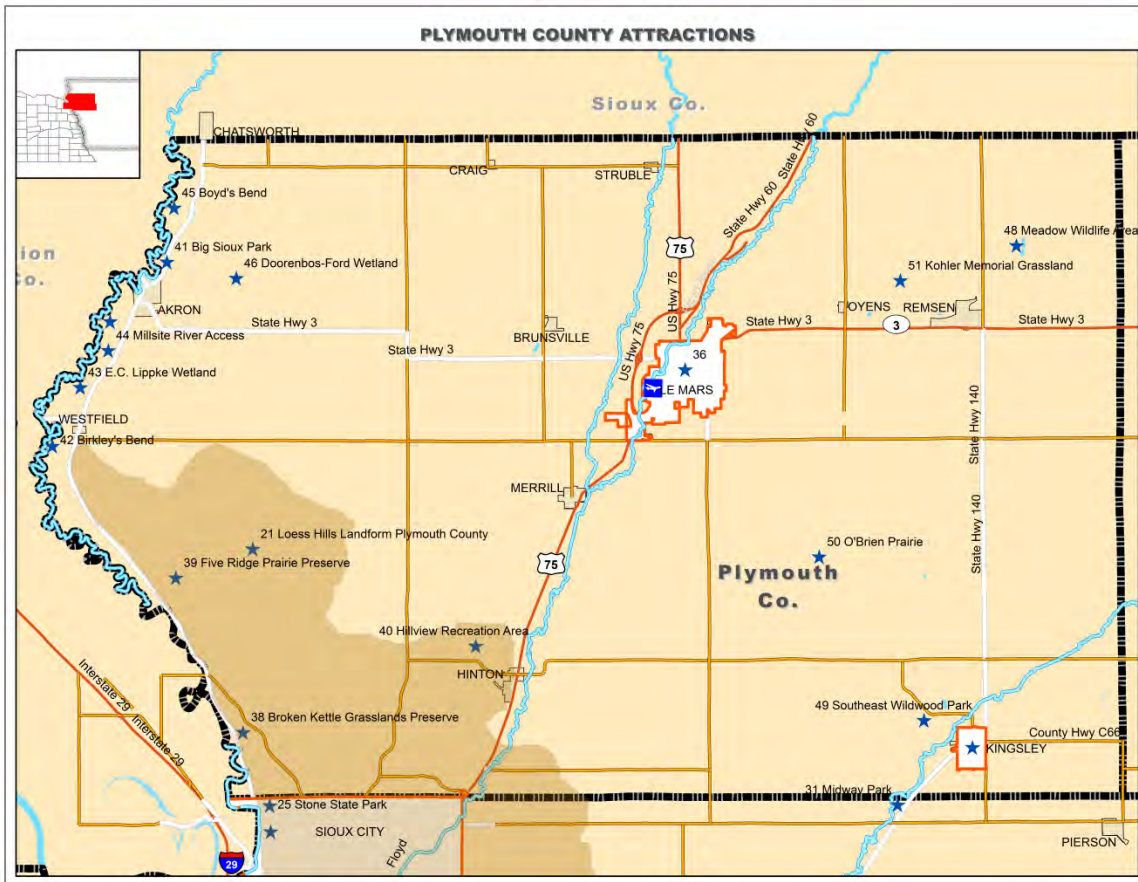 PLYMOUTH COUNTY ATTRACTIONS
Sioux Co.
CHATSWORTH
CRAIG
STRUBLE
State Hwy 60
State Hwy 60
45 Boyd's Bend
48 Meadow Wildlife Area
75
ion
Co.
41 Big Sioux Park
46 Doorenbos-Ford Wetland
51 Kohler Memorial Grassland
US Hwy 75
AKRON
OYENS
REMSEN
State Hwy 3
44 Millsite River Access
BRUNSVILLE
State Hwy 3
3
State Hwy 3
State Hwy 3
US Hwy 75
36
43 E.C. Lippke Wetland
LE MARS
WESTFIELD
42 Birkley's Bend
State Hwy 140
MERRILL
21 Loess Hills Landform Plymouth County
39 Five Ridge Prairie Preserve
75
50 O'Brien Prairie
Plymouth
Co.
State Hwy 140
40 Hillview Recreation Area
HINTON
Interstate 29
Interstate 29
38 Broken Kettle Grasslands Preserve
49 Southeast Wildwood Park
County Hwy C66
KINGSLEY
31 Midway Park
25 Stone State Park
SIOUX CITY
PIERSON
Floyd
29